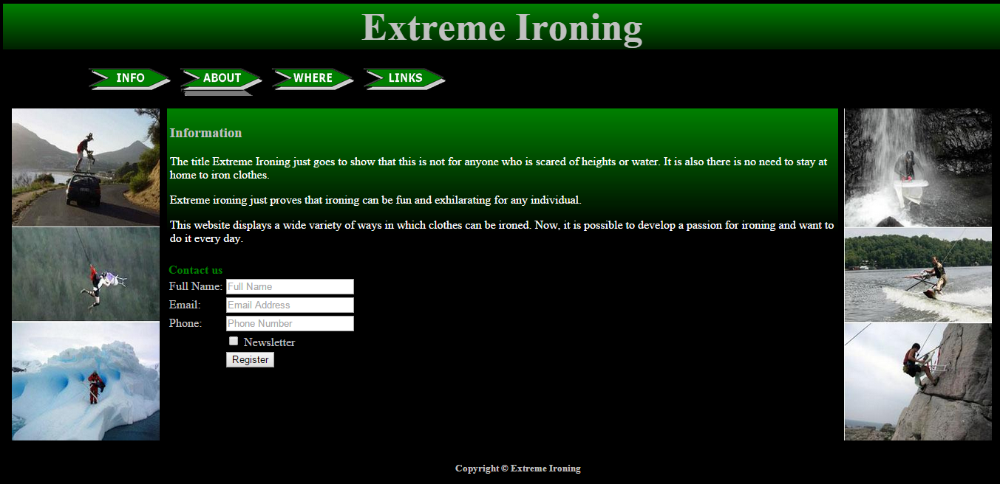 Extreme Ironing
INFO
ABOUT
WHERE
LINKS
Information
The title Extreme Ironing just goes to show that this is not for anyone who is scared of heights or water. It is also there is no need to stay at
home to iron clothes.
Extreme ironing just proves that ironing can be fun and exhilarating for any individual.
This website displays a wide variety of ways in which clothes can be ironed. Now, it is possible to develop a passion for ironing and want to
do it every day.
Contact us
Full Name: Full Name
Email: Email Address
Phone: Phone Number
Newsletter
Register
Copyright © Extreme Ironing